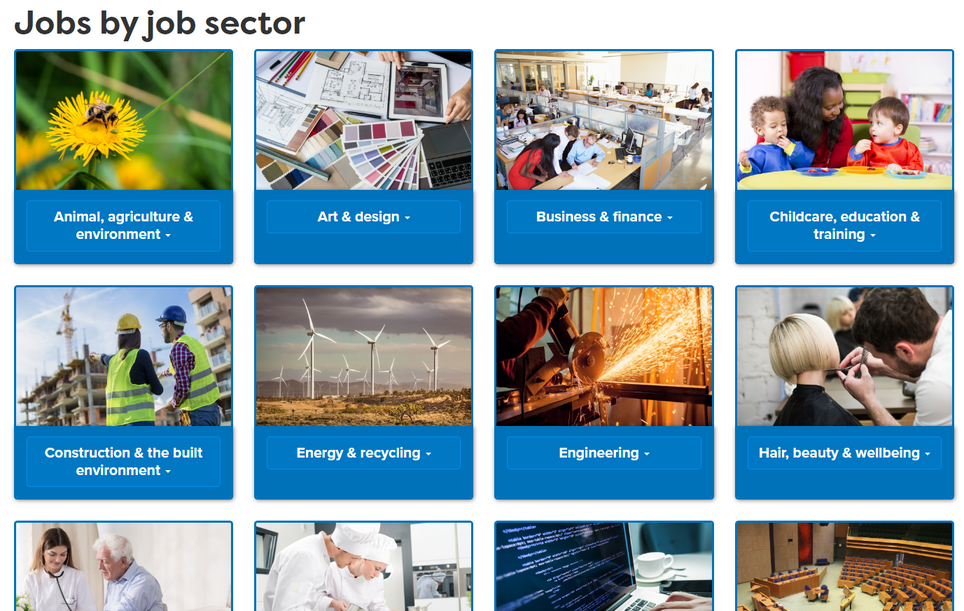 Jobs by job sector
Animal, agriculture &
environment
Art & design
Business & finance
Childcare, education &
training
Construction & the built
environment
Energy & recycling
Engineering
Hair, beauty & wellbeing